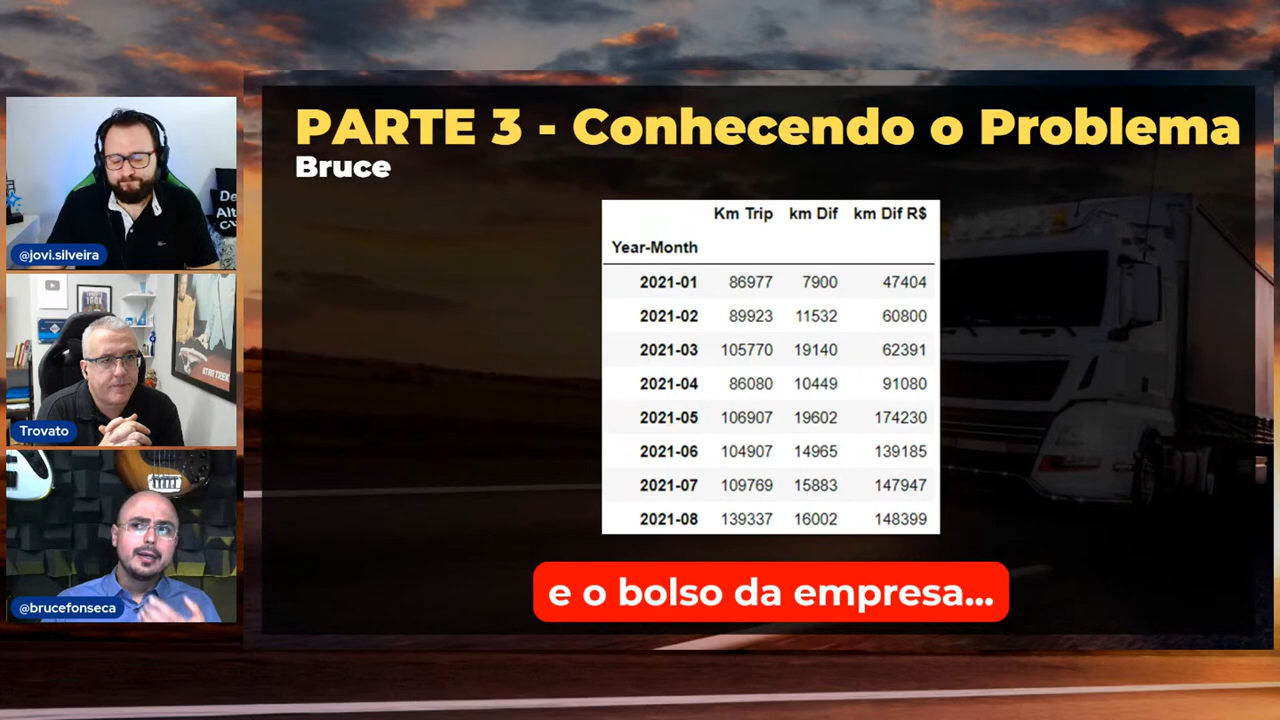 PARTE 3 - Conhecendo o Problema
Bruce
Km Trip km Dif km Dif R$
Year-Month
2021-01 86977 7900 47404
2021-02 89923 11532 60800
2021-03 105770 19140 62391
2021-04 86080 10449 91080
2021-05 106907 19602 174230
2021-06 104907 14965 139185
2021-07 109769 15883 147947
2021-08 139337 16002 148399
e o bolso da empresa...
@jovi.silveira
STAR TREK
Trovato
@brucefonseca